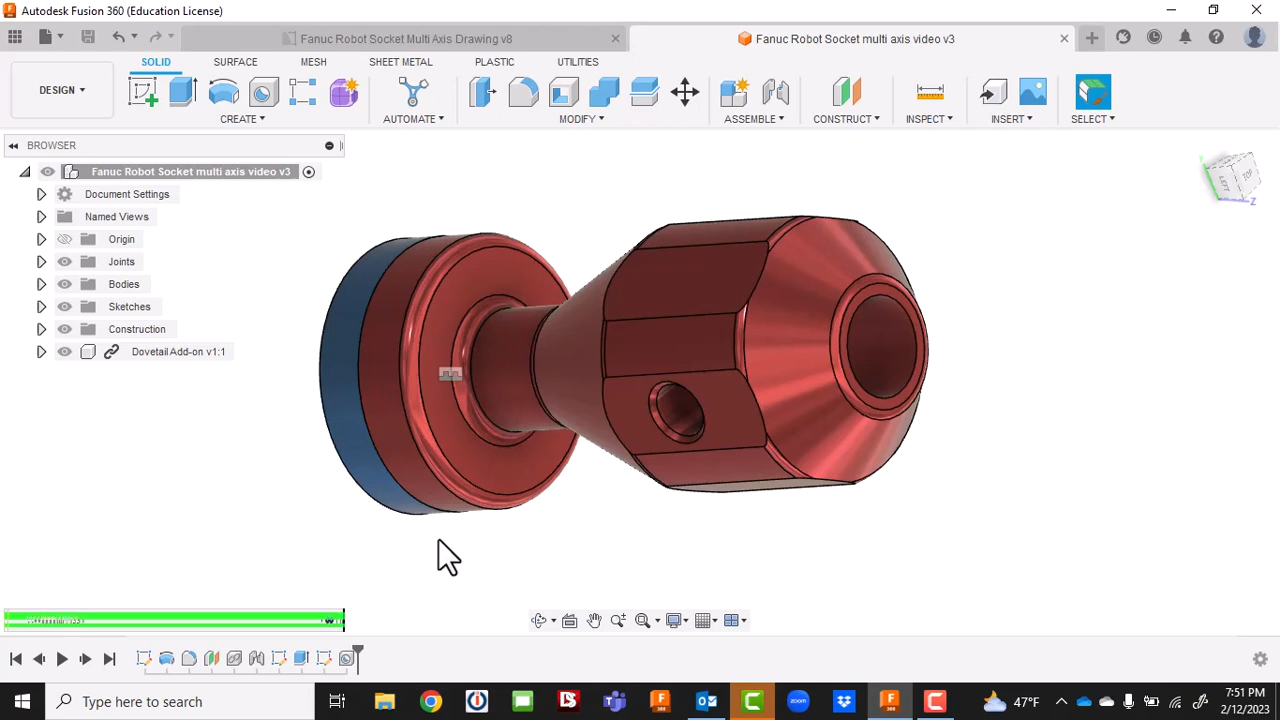 Autodesk Fusion 360 (Education License)
Fanuc Robot Socket Multi Axis Drawing v8
Fanuc Robot Socket multi axis video v3
SOLID SURFACE MESH SHEET METAL PLASTIC UTILITIES
DESIGN
CREATE AUTOMATE MODIFY ASSEMBLE CONSTRUCT INSPECT INSERT SELECT
BROWSER
Fanuc Robot Socket multi axis video v3
Document Settings
Named Views
Origin
Joints
Bodies
Sketches
Construction
Dovetail Add-on v1:1
LEFT TOP
Y
Z
Type here to search
47°F
7:51 PM
2/12/2023